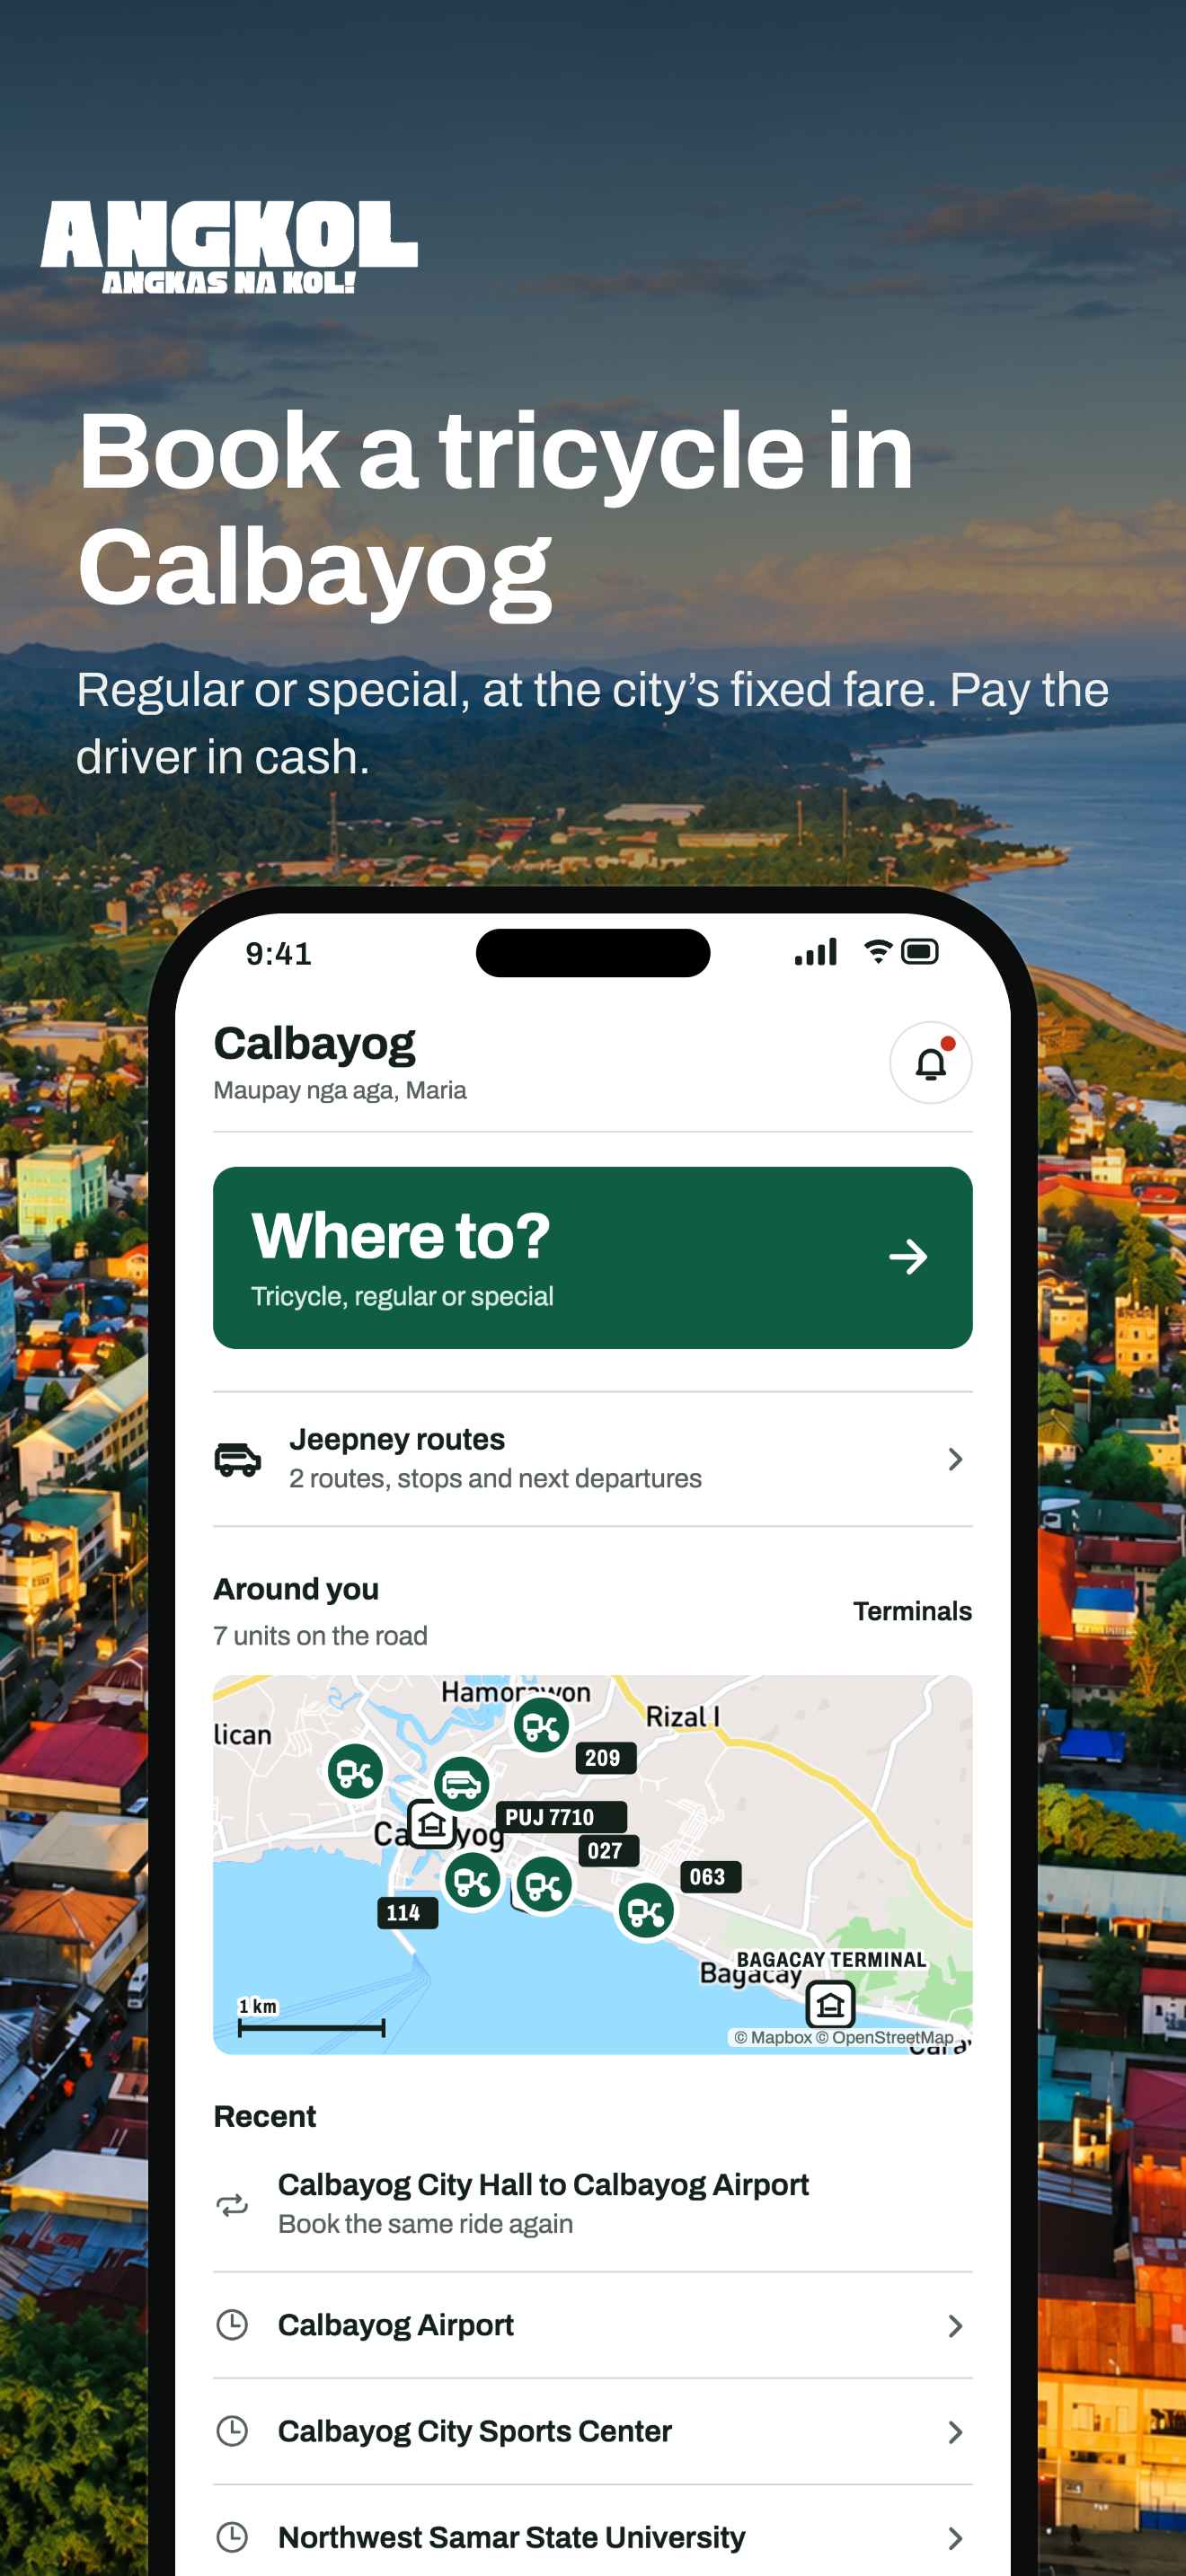 ANGKOL
ANGKAS NA KOL!
Book a tricycle in
Calbayog
Regular or special, at the city’s fixed fare. Pay the
driver in cash.
9:41
Calbayog
Maupay nga aga, Maria
Where to?
Tricycle, regular or special
Jeepney routes
2 routes, stops and next departures
Around you
7 units on the road
Terminals
Hamorawon
Rizal I
lican
209
PUJ 7710
027
063
114
BAGACAY TERMINAL
Bagacay
1 km
© Mapbox © OpenStreetMap
Recent
Calbayog City Hall to Calbayog Airport
Book the same ride again
Calbayog Airport
Calbayog City Sports Center
Northwest Samar State University